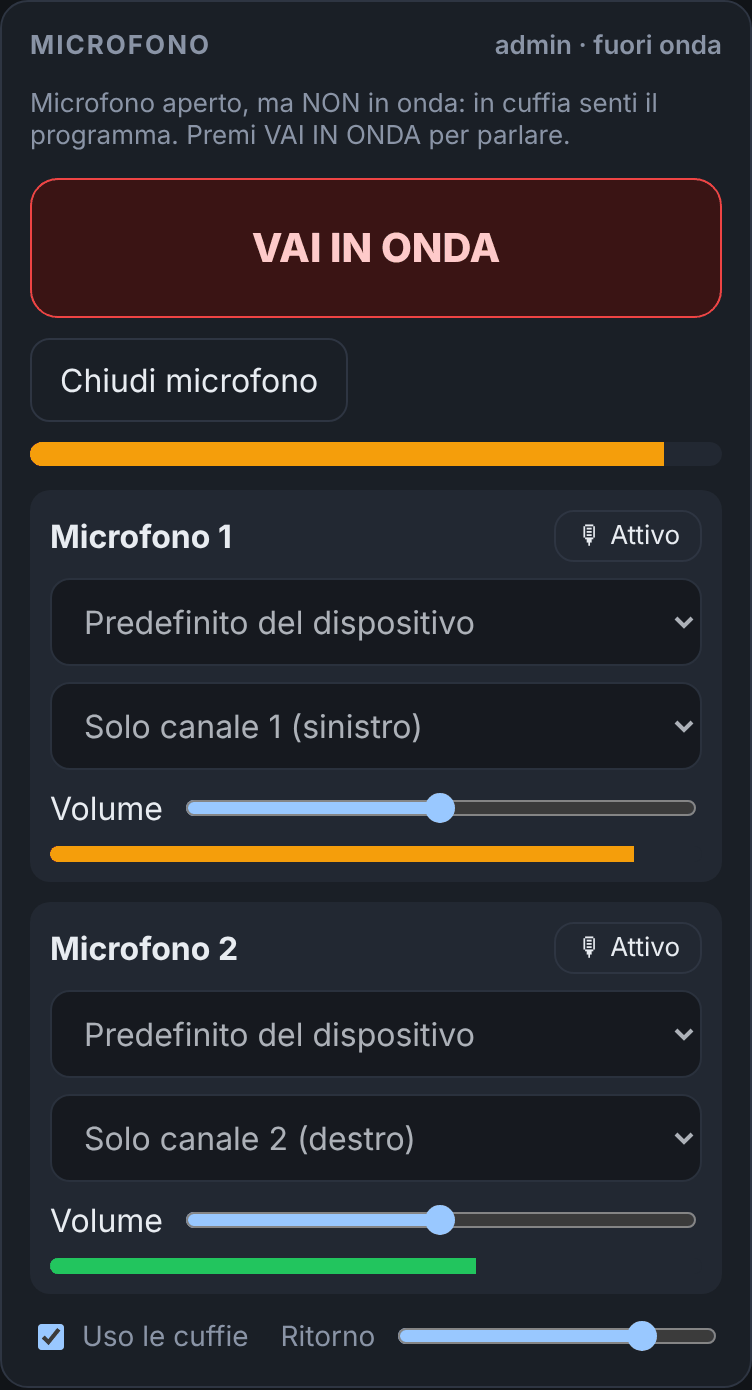 MICROFONO
admin · fuori onda
Microfono aperto, ma NON in onda: in cuffia senti il
programma. Premi VAI IN ONDA per parlare.
VAI IN ONDA
Chiudi microfono
Microfono 1
🎙 Attivo
Predefinito del dispositivo
Solo canale 1 (sinistro)
Volume
Microfono 2
🎙 Attivo
Predefinito del dispositivo
Solo canale 2 (destro)
Volume
Uso le cuffie Ritorno